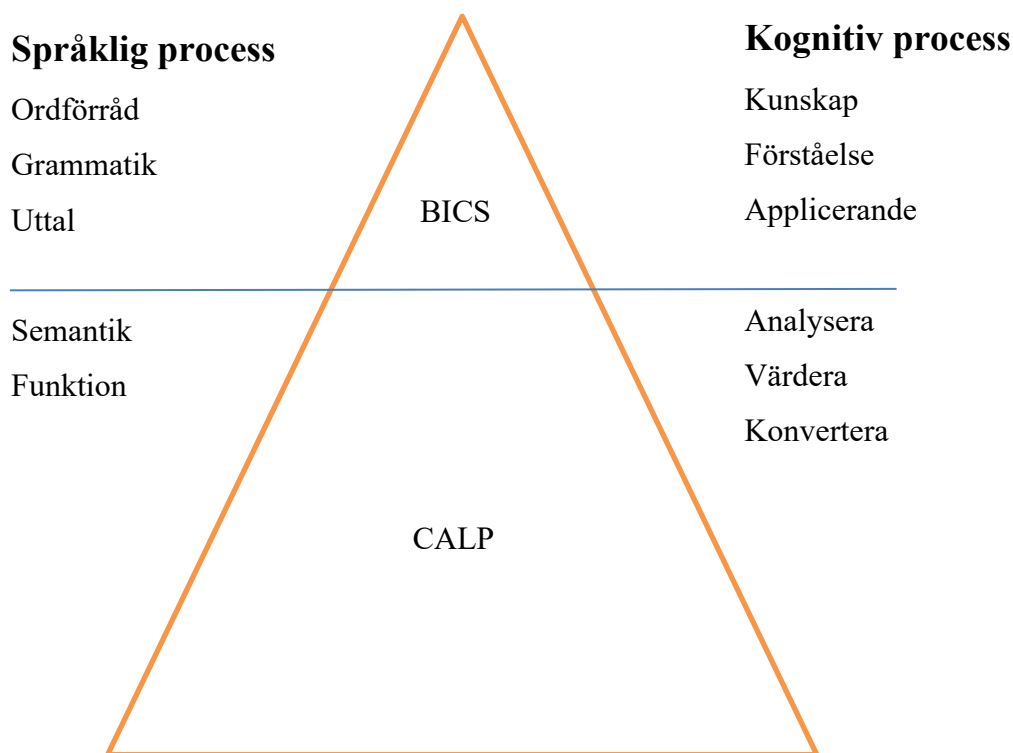 Språklig process
Ordförråd
Grammatik
Uttal
Semantik
Funktion
BICS
CALP
Kognitiv process
Kunskap
Förståelse
Applicerande
Analysera
Värdera
Konvertera